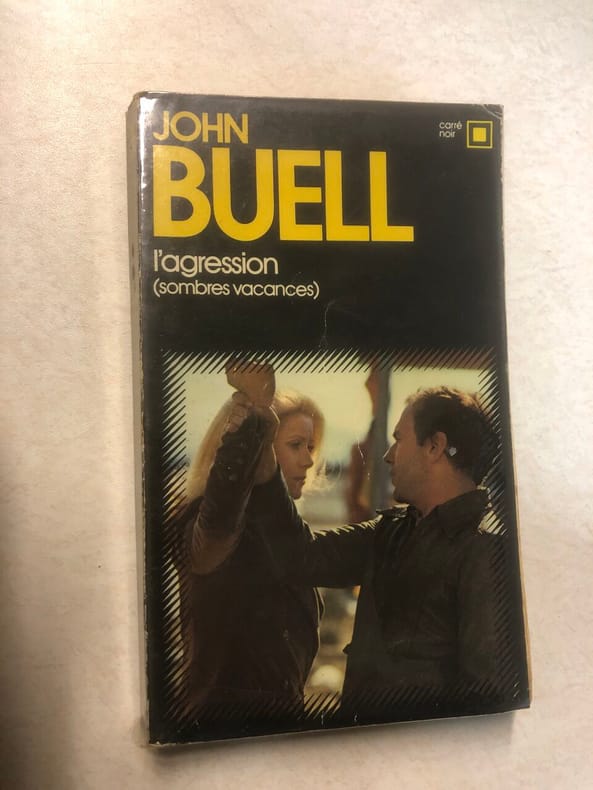 JOHN
BUELL
carré
noir
l'agression
(sombres vacances)